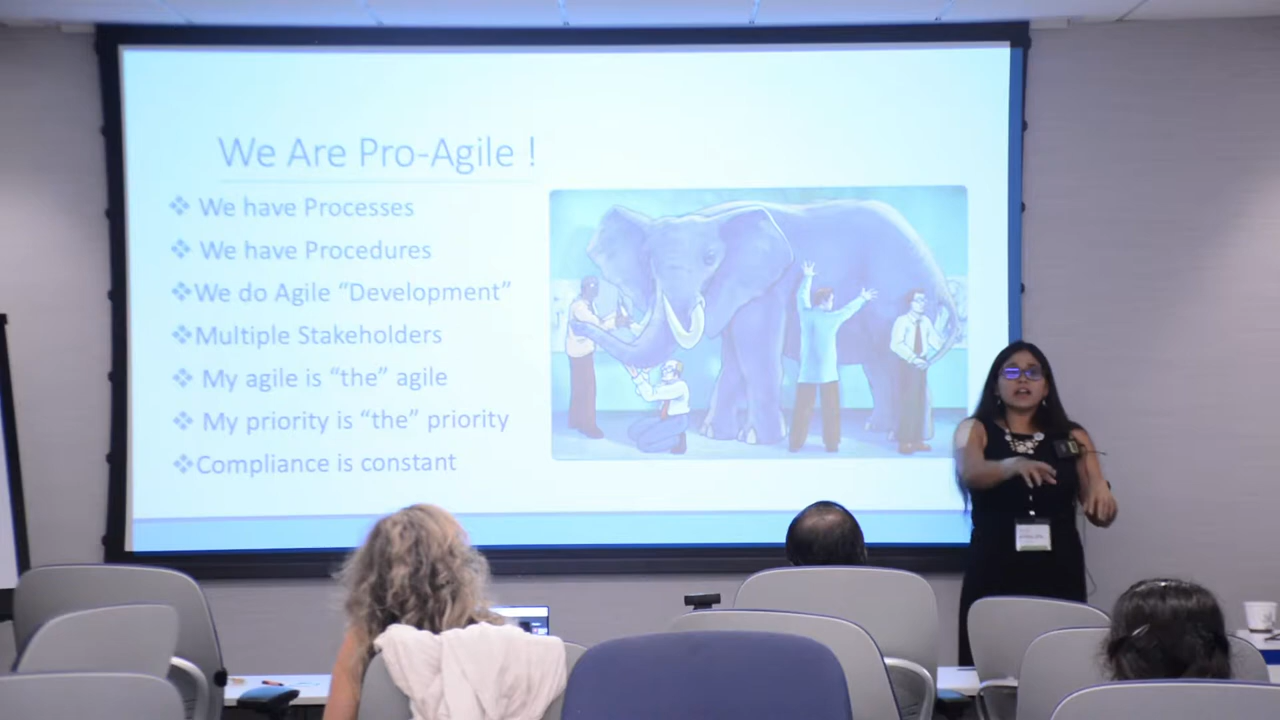 We Are Pro-Agile !
We have Processes
We have Procedures
We do Agile “Development”
Multiple Stakeholders
My agile is “the” agile
My priority is “the” priority
Compliance is constant